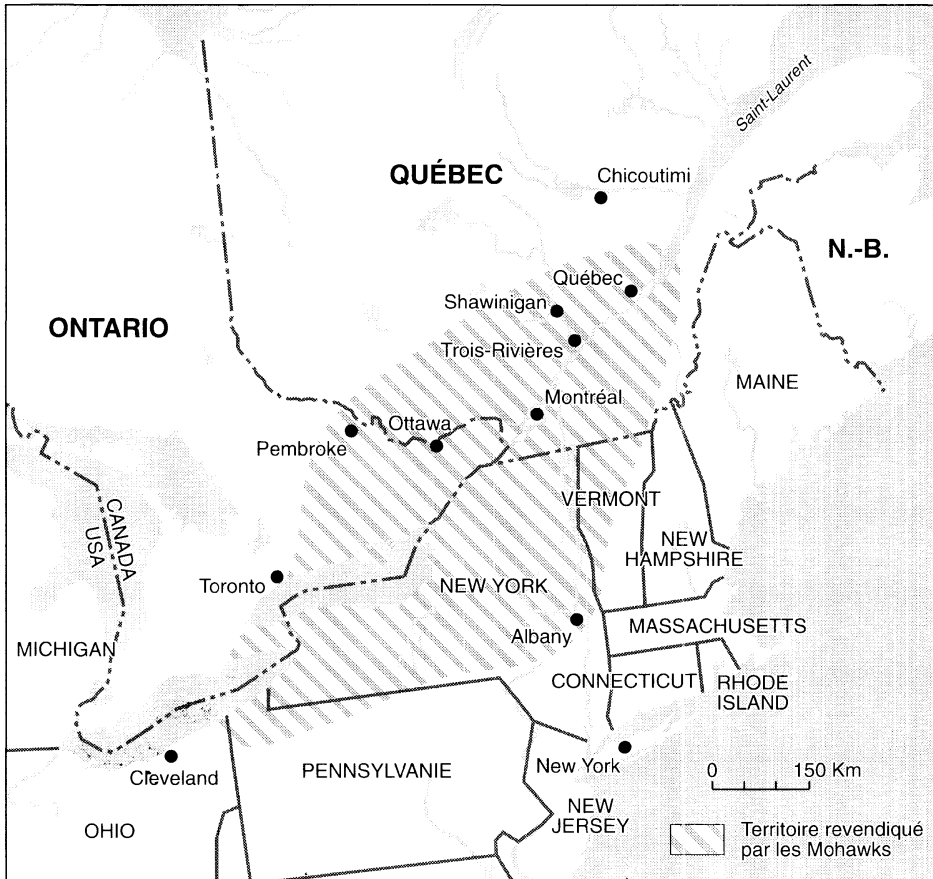 Saint-Laurent
QUÉBEC
Chicoutimi
N.-B.
Québec
Shawinigan
ONTARIO
Trois-Rivières
MAINE
Montréal
Ottawa
Pembroke
VERMONT
CANADA
USA
NEW
HAMPSHIRE
Toronto
NEW YORK
Albany
MASSACHUSETTS
MICHIGAN
CONNECTICUT
RHODE
ISLAND
PENNSYLVANIE
New York
0 150 Km
Cleveland
NEW
JERSEY
OHIO
Territoire revendiqué
par les Mohawks